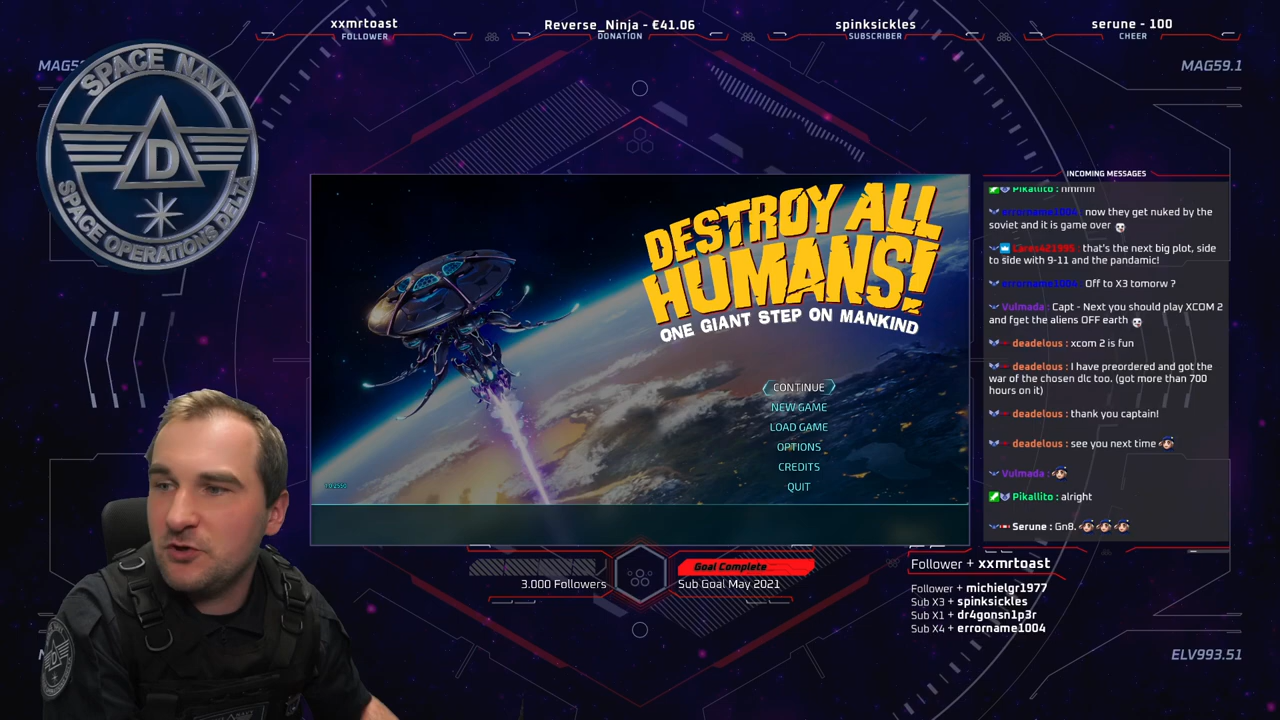 xxmrtoast
FOLLOWER
Reverse_Ninja - €41.06
DONATION
spinksickles
SUBSCRIBER
serune - 100
CHEER
MAG59.1
SPACE NAVY
D
SPACE OPERATIONS DELTA
DESTROY ALL
HUMANS!
ONE GIANT STEP ON MANKIND
CONTINUE
NEW GAME
LOAD GAME
OPTIONS
CREDITS
QUIT
INCOMING MESSAGES
Pikallito : hmmm
errorname1004 : now they get nuked by the
soviet and it is game over
Cares421995 : that's the next big plot, side
to side with 9-11 and the pandamic!
errorname1004 : Off to X3 tomorw ?
Vulmada : Capt - Next you should play XCOM 2
and fget the aliens OFF earth
deadelous : xcom 2 is fun
deadelous : I have preordered and got the
war of the chosen dlc too. (got more than 700
hours on it)
deadelous : thank you captain!
deadelous : see you next time
Vulmada :
Pikallito : alright
Serune : Gn8.
3.000 Followers
Goal Complete
Sub Goal May 2021
Follower + xxmrtoast
Follower + michielgr1977
Sub X3 + spinksickles
Sub X1 + dr4gonsn1p3r
Sub X4 + errorname1004
ELV993.51